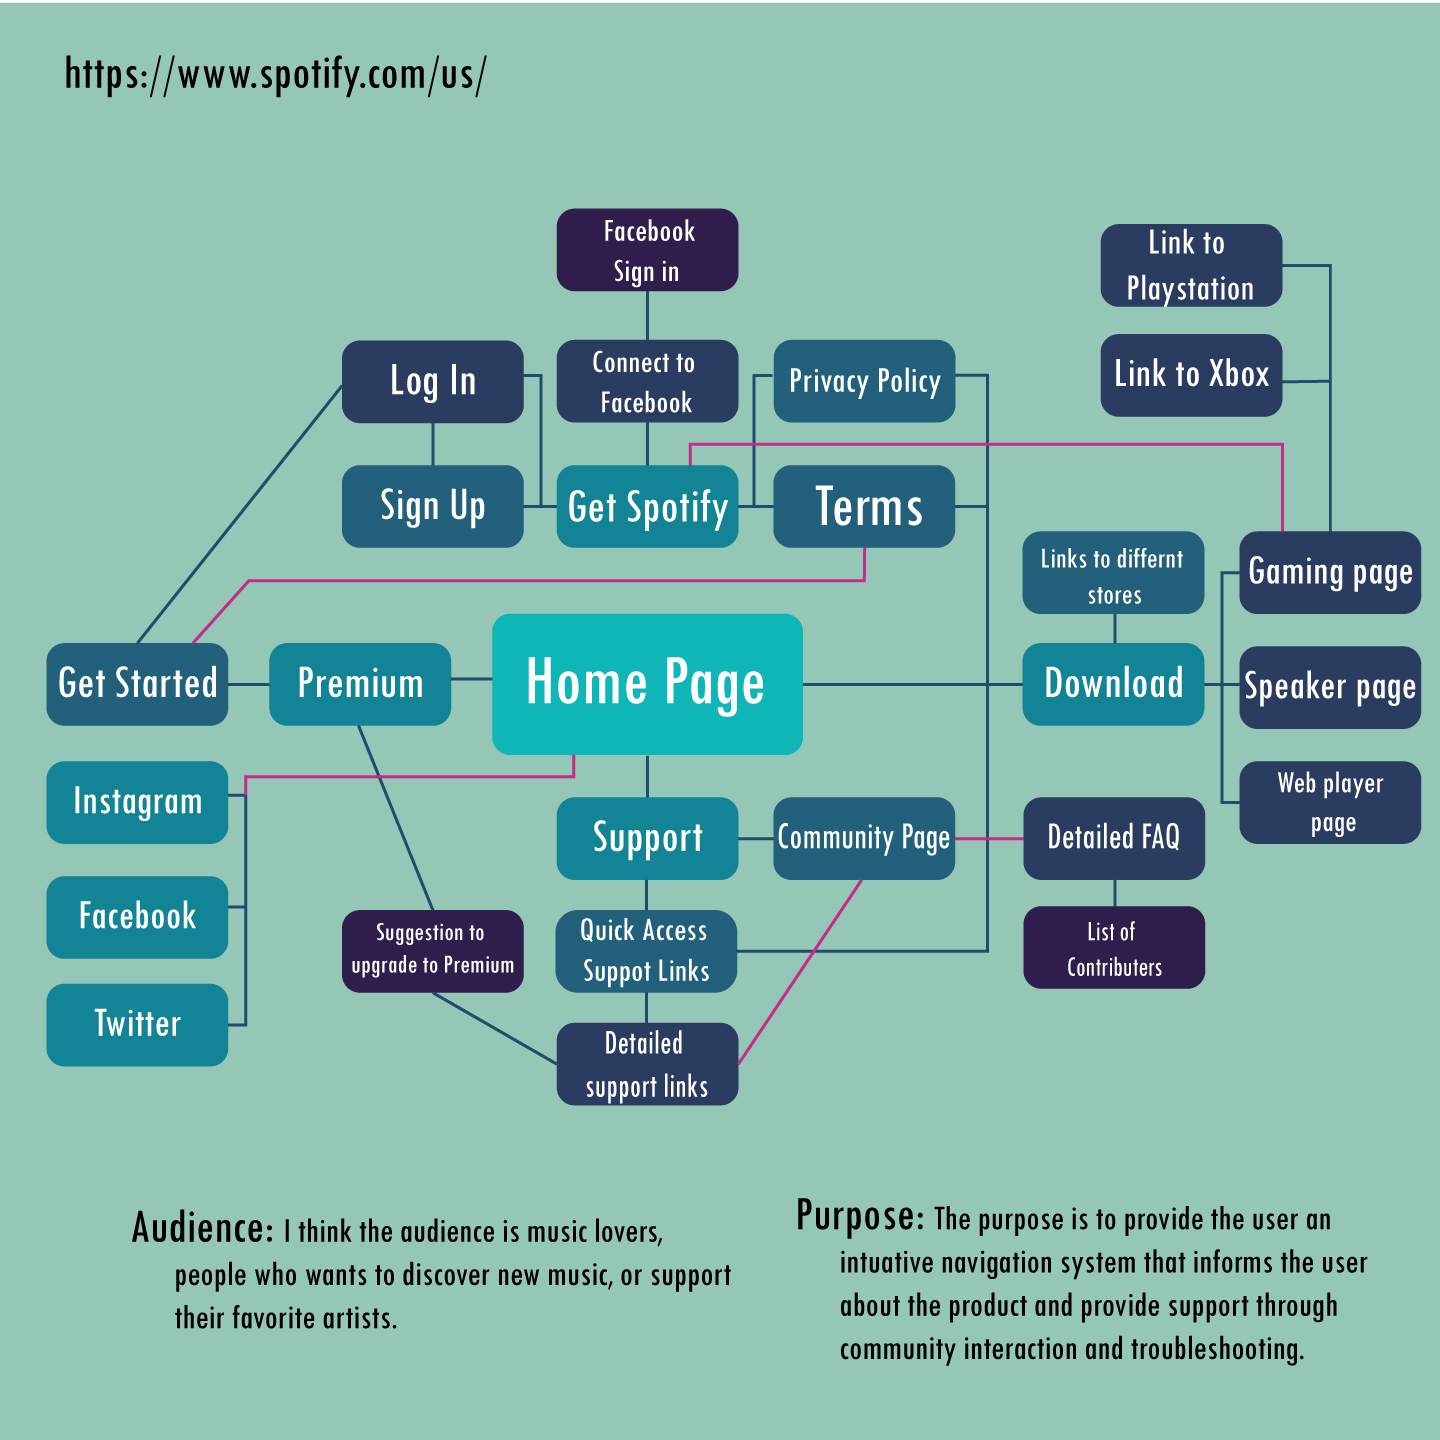 https://www.spotify.com/us/
Facebook
Sign in
Link to
Playstation
Log In
Connect to
Facebook
Privacy Policy
Link to Xbox
Sign Up
Get Spotify
Terms
Links to differnt
stores
Gaming page
Get Started
Premium
Home Page
Download
Speaker page
Instagram
Support
Community Page
Detailed FAQ
Web player
page
Facebook
Suggestion to
upgrade to Premium
Quick Access
Suppot Links
List of
Contributers
Twitter
Detailed
support links
Audience: I think the audience is music lovers,
people who wants to discover new music, or support
their favorite artists.
Purpose: The purpose is to provide the user an
intuative navigation system that informs the user
about the product and provide support through
community interaction and troubleshooting.